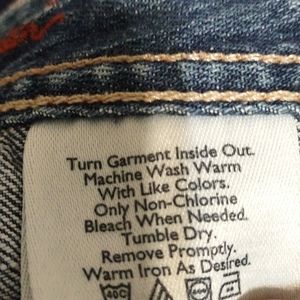 Turn Garment Inside Out.
Machine Wash Warm
With Like Colors.
Only Non-Chlorine
Bleach When Needed.
Tumble Dry.
Remove Promptly.
Warm Iron As Desired.
40C